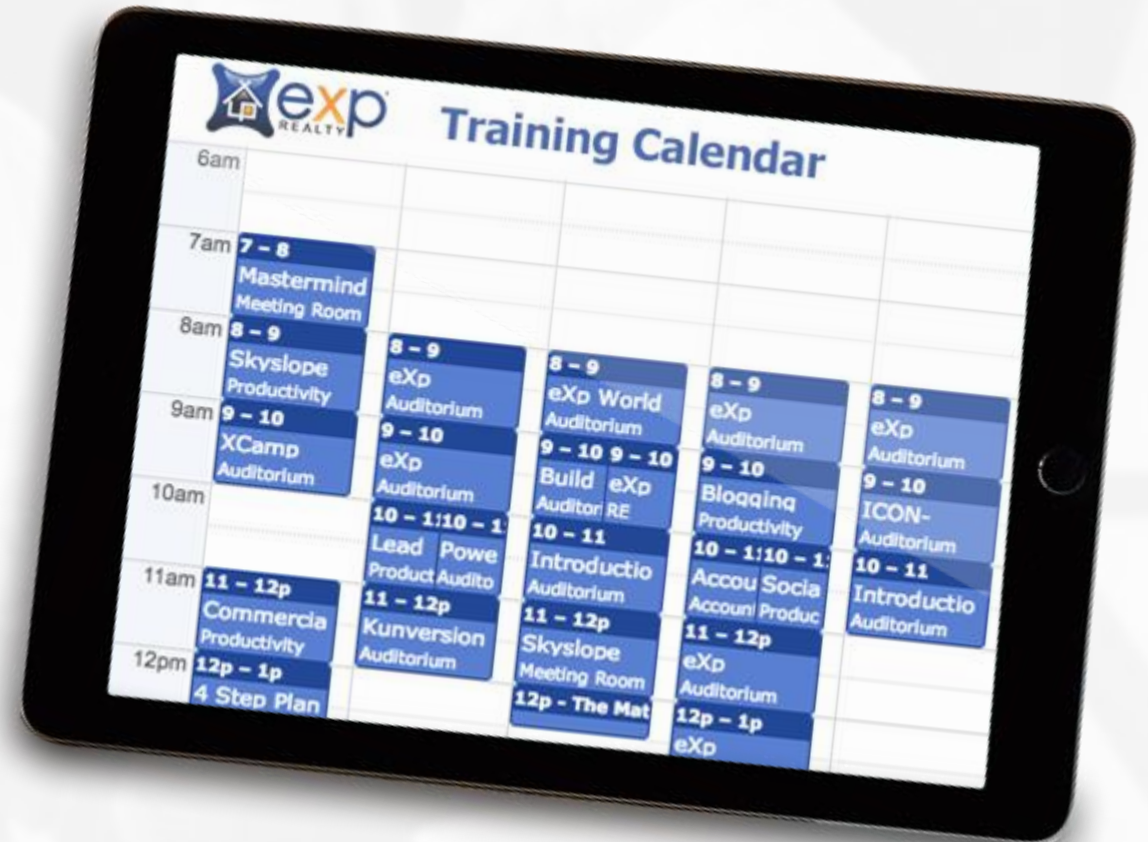 exp
REALTY
Training Calendar
6am
7am
8am
9am
10am
11am
12pm
7 – 8
Mastermind
Meeting Room
8 – 9
Skyslope
Productivity
9 – 10
XCamp
Auditorium
11 – 12p
Commercia
Productivity
12p – 1p
4 Step Plan
8 – 9
eXp
Auditorium
9 – 10
eXp
Auditorium
10 – 1
Lead
Product
10 – 1
Powe
Audito
11 – 12p
Kunversion
Auditorium
8 – 9
eXp World
Auditorium
9 – 10
Build
Auditor
9 – 10
eXp
RE
10 – 11
Introductio
Auditorium
11 – 12p
Skyslope
Meeting Room
12p - The Mat
8 – 9
eXp
Auditorium
9 – 10
Blogging
Productivity
10 – 1
Accou
Accoun
10 – 1
Socia
Produc
11 – 12p
eXp
Auditorium
12p – 1p
eXp
8 – 9
eXp
Auditorium
9 – 10
ICON-
Auditorium
10 – 11
Introductio
Auditorium